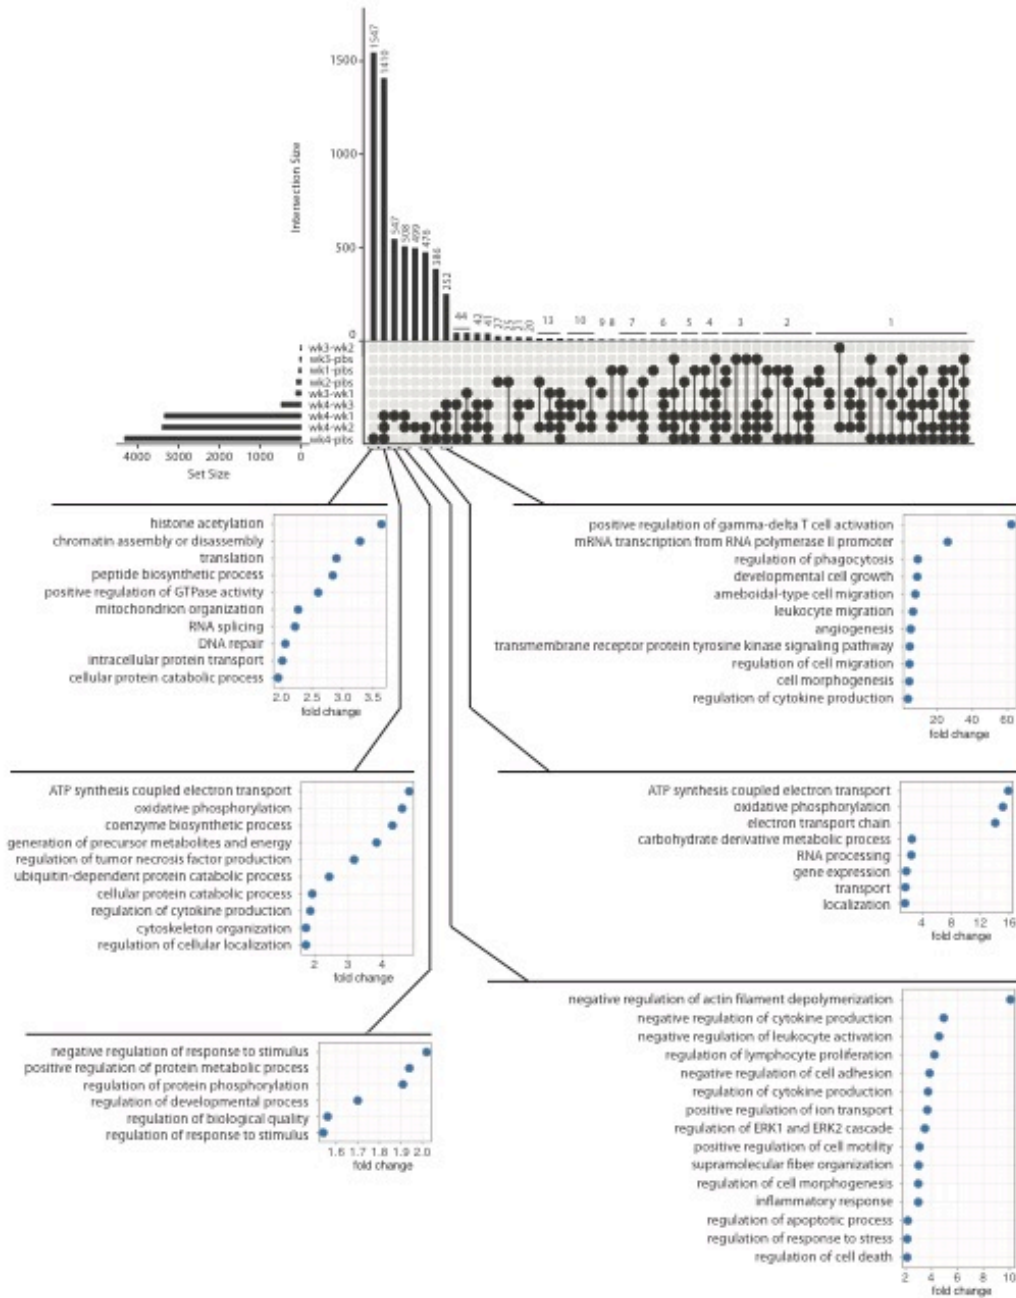 1547
1410
547
508
499
476
386
252
44
42
41
27
25
21
20
13
10
9
8
7
6
5
4
3
2
1
1500
1000
500
0
Intersection Size
wk3-wk2
wk3-pbs
wk1-pbs
wk2-pbs
wk3-wk1
wk4-wk3
wk4-wk1
wk4-wk2
wk4-pbs
4000 3000 2000 1000 0
Set Size
histone acetylation
chromatin assembly or disassembly
translation
peptide biosynthetic process
positive regulation of GTPase activity
mitochondrion organization
RNA splicing
DNA repair
intracellular protein transport
cellular protein catabolic process
2.0 2.5 3.0 3.5
fold change
positive regulation of gamma-delta T cell activation
mRNA transcription from RNA polymerase II promoter
regulation of phagocytosis
developmental cell growth
ameboidal-type cell migration
leukocyte migration
angiogenesis
transmembrane receptor protein tyrosine kinase signaling pathway
regulation of cell migration
cell morphogenesis
regulation of cytokine production
20 40 60
fold change
ATP synthesis coupled electron transport
oxidative phosphorylation
coenzyme biosynthetic process
generation of precursor metabolites and energy
regulation of tumor necrosis factor production
ubiquitin-dependent protein catabolic process
cellular protein catabolic process
regulation of cytokine production
cytoskeleton organization
regulation of cellular localization
2 3 4
fold change
ATP synthesis coupled electron transport
oxidative phosphorylation
electron transport chain
carbohydrate derivative metabolic process
RNA processing
gene expression
transport
localization
4 8 12 16
fold change
negative regulation of response to stimulus
positive regulation of protein metabolic process
regulation of protein phosphorylation
regulation of developmental process
regulation of biological quality
regulation of response to stimulus
1.6 1.7 1.8 1.9 2.0
fold change
negative regulation of actin filament depolymerization
negative regulation of cytokine production
negative regulation of leukocyte activation
regulation of lymphocyte proliferation
negative regulation of cell adhesion
regulation of cytokine production
positive regulation of ion transport
regulation of ERK1 and ERK2 cascade
positive regulation of cell motility
supramolecular fiber organization
regulation of cell morphogenesis
inflammatory response
regulation of apoptotic process
regulation of response to stress
regulation of cell death
2 4 6 8 10
fold change